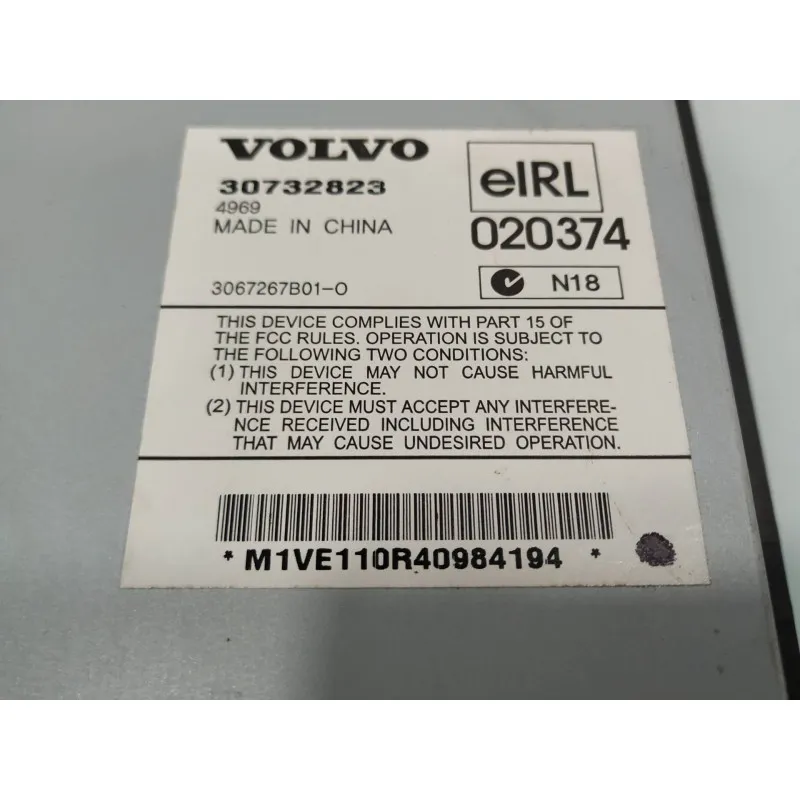 VOLVO
30732823
4969
MADE IN CHINA
3067267B01-O
eIRL
020374
N18
THIS DEVICE COMPLIES WITH PART 15 OF
THE FCC RULES. OPERATION IS SUBJECT TO
THE FOLLOWING TWO CONDITIONS:
(1) THIS DEVICE MAY NOT CAUSE HARMFUL
INTERFERENCE.
(2) THIS DEVICE MUST ACCEPT ANY INTERFERE-
NCE RECEIVED INCLUDING INTERFERENCE
THAT MAY CAUSE UNDESIRED OPERATION.
* M1VE110R40984194 *